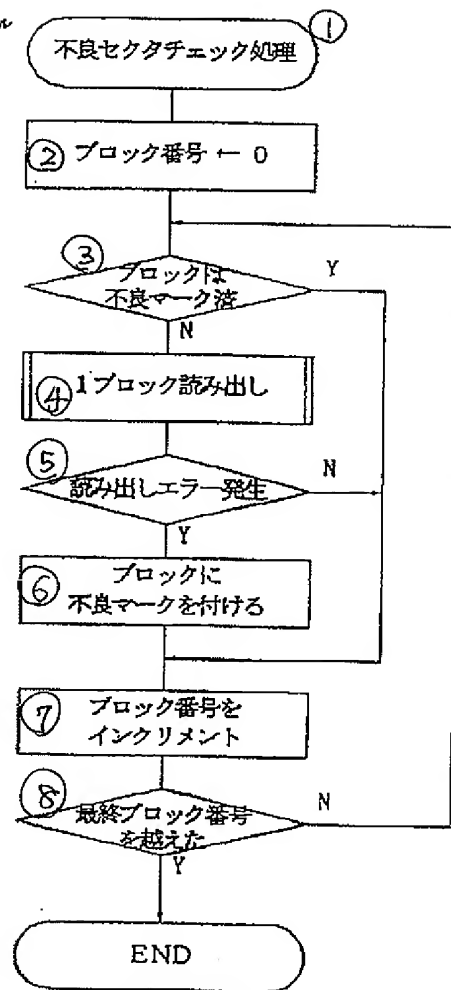 ①
不良セクタチェック処理
② ブロック番号 ← 0
③
ブロックは
不良マーク済
Y
N
④ 1ブロック読み出し
⑤
読み出しエラー発生
N
Y
⑥ ブロックに
不良マークを付ける
⑦ ブロック番号を
インクリメント
⑧
最終ブロック番号
を越えた
N
Y
END